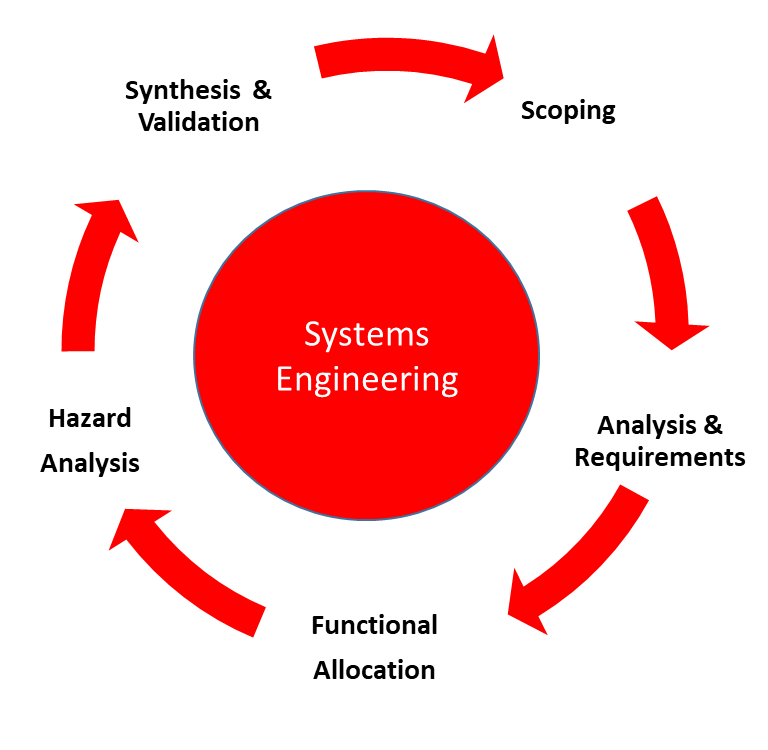 Synthesis &
Validation
Scoping
Systems
Engineering
Analysis &
Requirements
Hazard
Analysis
Functional
Allocation